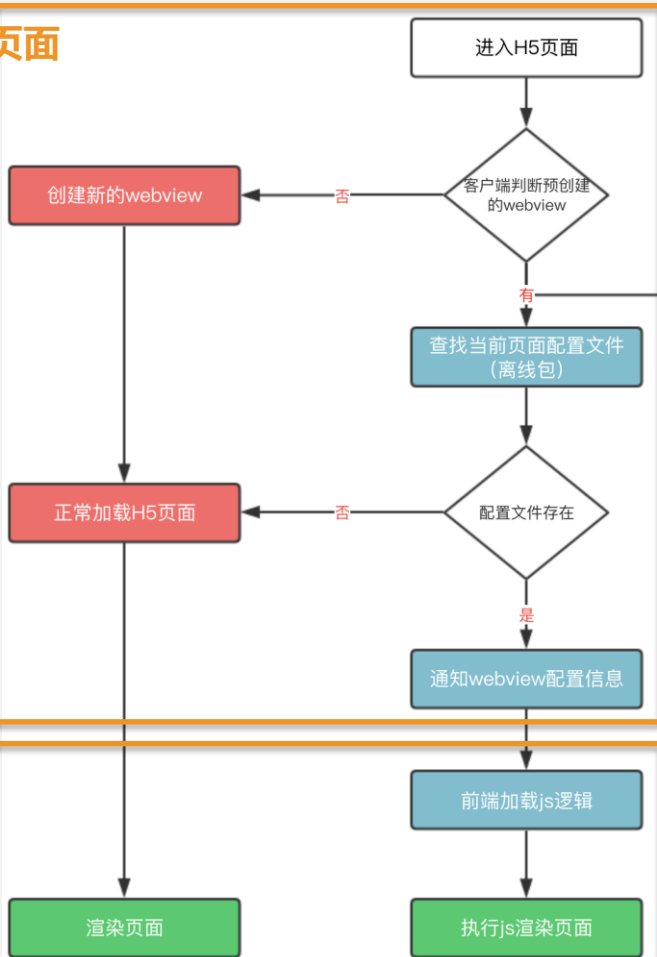 页面
进入H5页面
客户端判断预创建
的webview
创建新的webview
否
有
查找当前页面配置文件
(离线包)
正常加载H5页面
否
配置文件存在
是
通知webview配置信息
前端加载js逻辑
渲染页面
执行js渲染页面